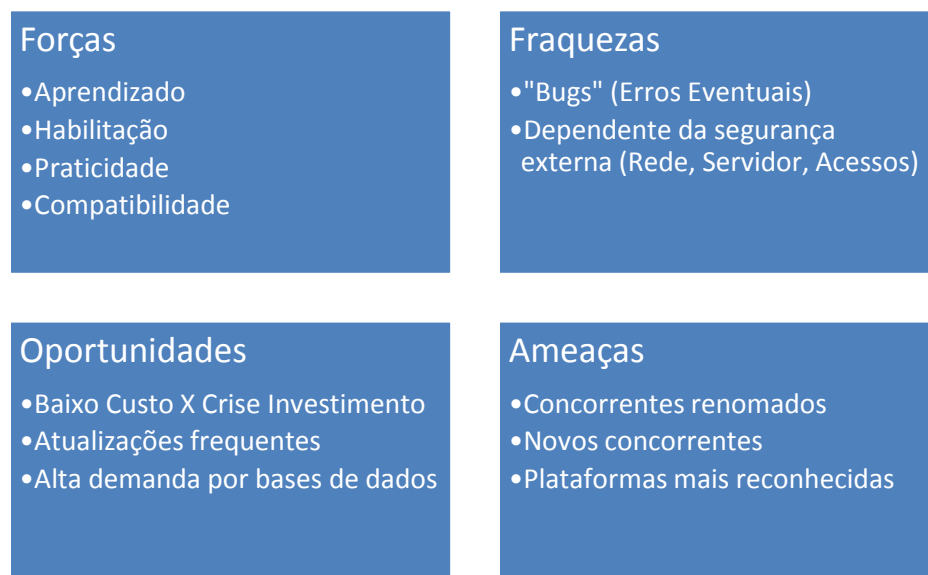 Forças
•Aprendizado
•Habilitação
•Praticidade
•Compatibilidade
Fraquezas
•"Bugs" (Erros Eventuais)
•Dependente da segurança
externa (Rede, Servidor, Acessos)
Oportunidades
•Baixo Custo X Crise Investimento
•Atualizações frequentes
•Alta demanda por bases de dados
Ameaças
•Concorrentes renomados
•Novos concorrentes
•Plataformas mais reconhecidas